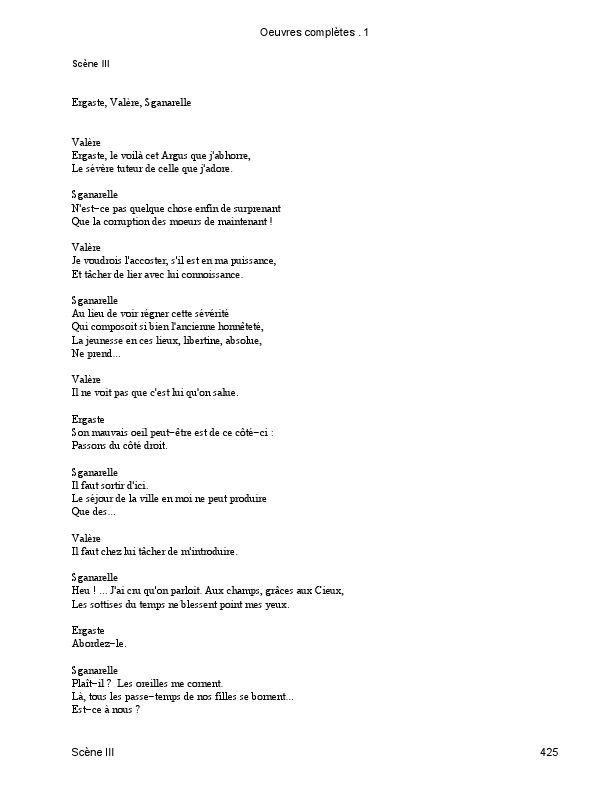 Oeuvres complètes . 1
Scène III
Ergaste, Valère, Sganarelle
Valère
Ergaste, le voilà cet Argus que j'abhorre,
Le sévère tuteur de celle que j'adore.
Sganarelle
N'est-ce pas quelque chose enfin de surprenant
Que la corruption des moeurs de maintenant !
Valère
Je voudrois l'accoster, s'il est en ma puissance,
Et tâcher de lier avec lui connoissance.
Sganarelle
Au lieu de voir régner cette sévérité
Qui composoit si bien l'ancienne honnêteté,
La jeunesse en ces lieux, libertine, absolue,
Ne prend...
Valère
Il ne voit pas que c'est lui qu'on salue.
Ergaste
Son mauvais oeil peut-être est de ce côté-ci :
Passons du côté droit.
Sganarelle
Il faut sortir d'ici.
Le séjour de la ville en moi ne peut produire
Que des...
Valère
Il faut chez lui tâcher de m'introduire.
Sganarelle
Heu ! ... J'ai cru qu'on parloit. Aux champs, grâces aux Cieux,
Les sottises du temps ne blessent point mes yeux.
Ergaste
Abordez-le.
Sganarelle
Plaît-il ? Les oreilles me cornent.
Là, tous les passe-temps de nos filles se bornent...
Est-ce à nous ?
Scène III
425